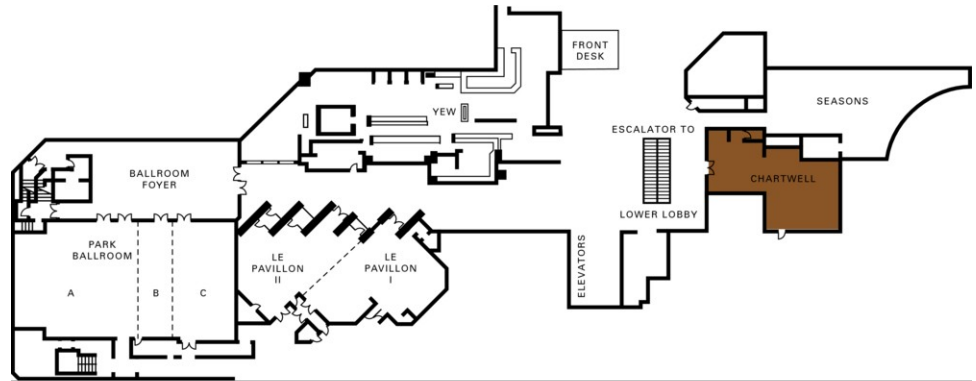 FRONT
DESK
SEASONS
YEW
ESCALATOR TO
LOWER LOBBY
CHARTWELL
BALLROOM
FOYER
PARK
BALLROOM
A
B
C
LE
PAVILLON
II
LE
PAVILLON
I
ELEVATORS